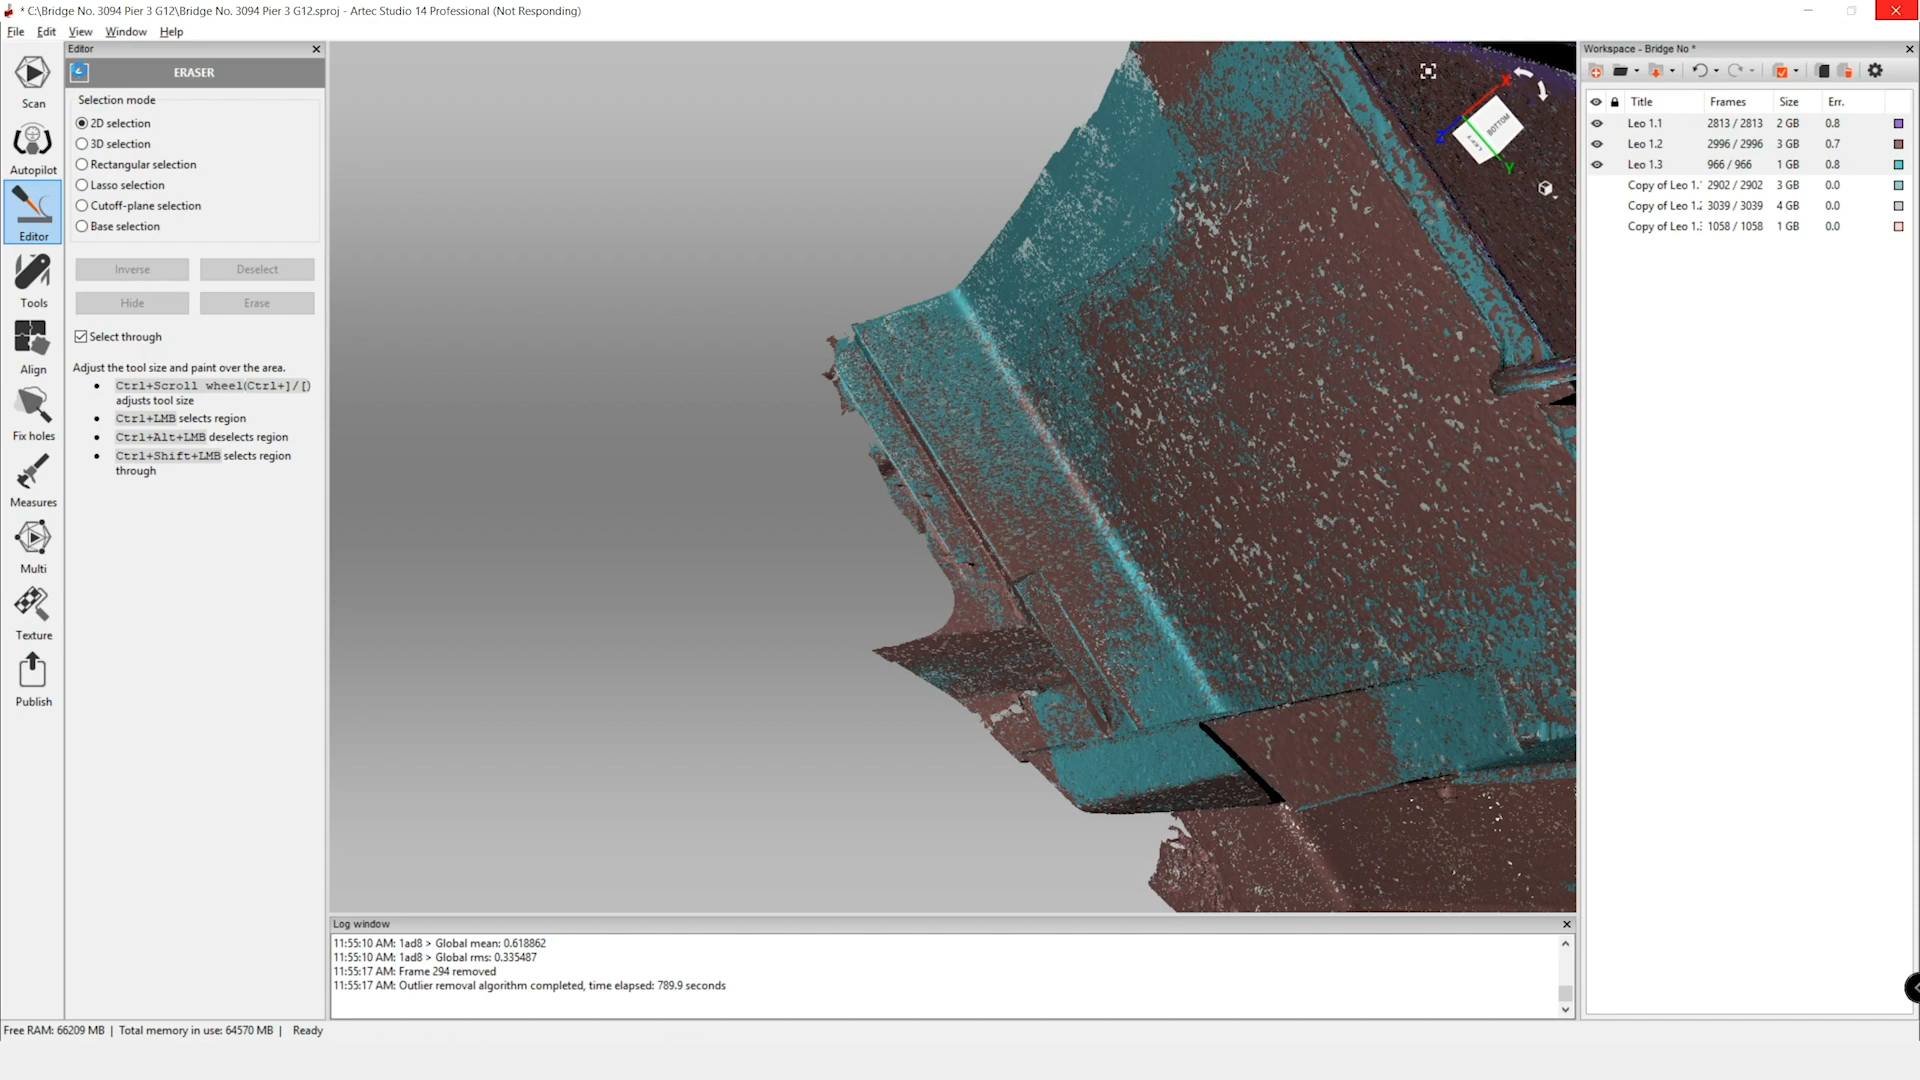 * C:\Bridge No. 3094 Pier 3 G12\Bridge No. 3094 Pier 3 G12.sproj - Artec Studio 14 Professional (Not Responding)
File Edit View Window Help
Scan
Autopilot
Editor
Tools
Align
Fix holes
Measures
Multi
Texture
Publish
Editor
ERASER
Selection mode
2D selection
3D selection
Rectangular selection
Lasso selection
Cutoff-plane selection
Base selection
Inverse Deselect
Hide Erase
Select through
Adjust the tool size and paint over the area.
Ctrl+Scroll wheel(Ctrl+]/[)
adjusts tool size
Ctrl+LMB selects region
Ctrl+Alt+LMB deselects region
Ctrl+Shift+LMB selects region
through
X
Z
Y
BOTTOM
LEFT
Log window
11:55:10 AM: 1ad8 > Global mean: 0.618862
11:55:10 AM: 1ad8 > Global rms: 0.335487
11:55:17 AM: Frame 294 removed
11:55:17 AM: Outlier removal algorithm completed, time elapsed: 789.9 seconds
Workspace - Bridge No *
Title Frames Size Err.
Leo 1.1 2813 / 2813 2 GB 0.8
Leo 1.2 2996 / 2996 3 GB 0.7
Leo 1.3 966 / 966 1 GB 0.8
Copy of Leo 1. 2902 / 2902 3 GB 0.0
Copy of Leo 1. 3039 / 3039 4 GB 0.0
Copy of Leo 1. 1058 / 1058 1 GB 0.0
Free RAM: 66209 MB | Total memory in use: 64570 MB | Ready